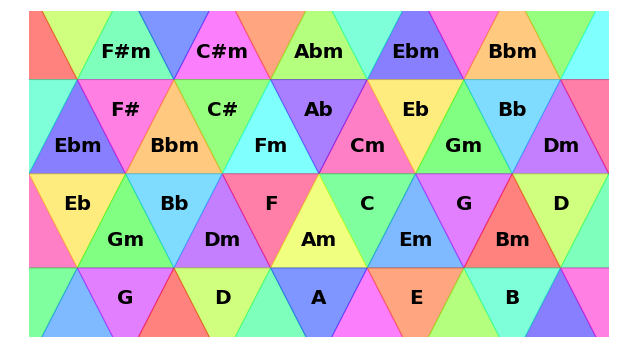 F#m C#m Abm Ebm Bbm
F# C# Ab Eb Bb
Ebm Bbm Fm Cm Gm Dm
Eb Bb F C G D
Gm Dm Am Em Bm
G D A E B